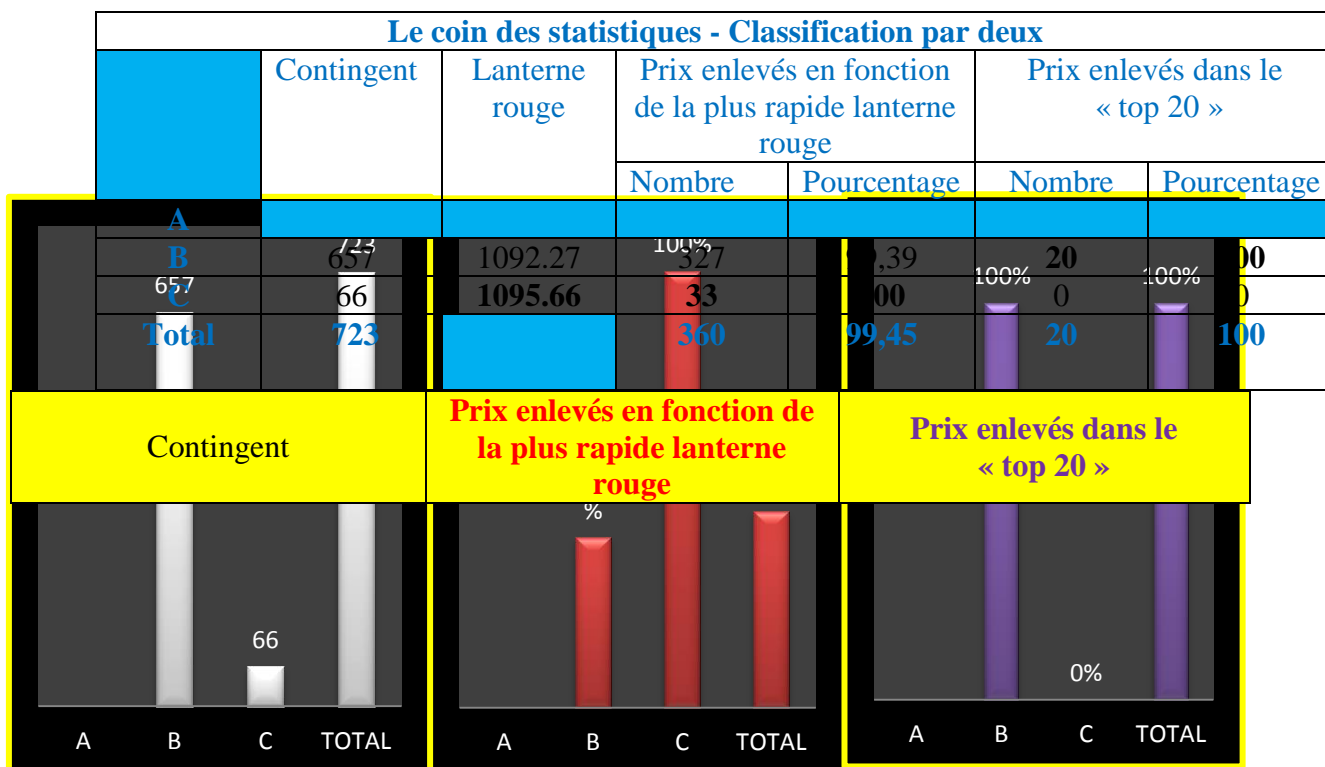 Le coin des statistiques - Classification par deux
Contingent Lanterne rouge Prix enlevés en fonction de la plus rapide lanterne rouge Prix enlevés dans le « top 20 »
Nombre Pourcentage Nombre Pourcentage
A
B 657 1092.27 327 20
C 66 1095.66 33 0
Total 723 360 99,45 20 100
Contingent
Prix enlevés en fonction de
la plus rapide lanterne
rouge
Prix enlevés dans le
« top 20 »
657
66
723
A B C TOTAL
100%
%
A B C TOTAL
100%
0%
100%
A B C TOTAL